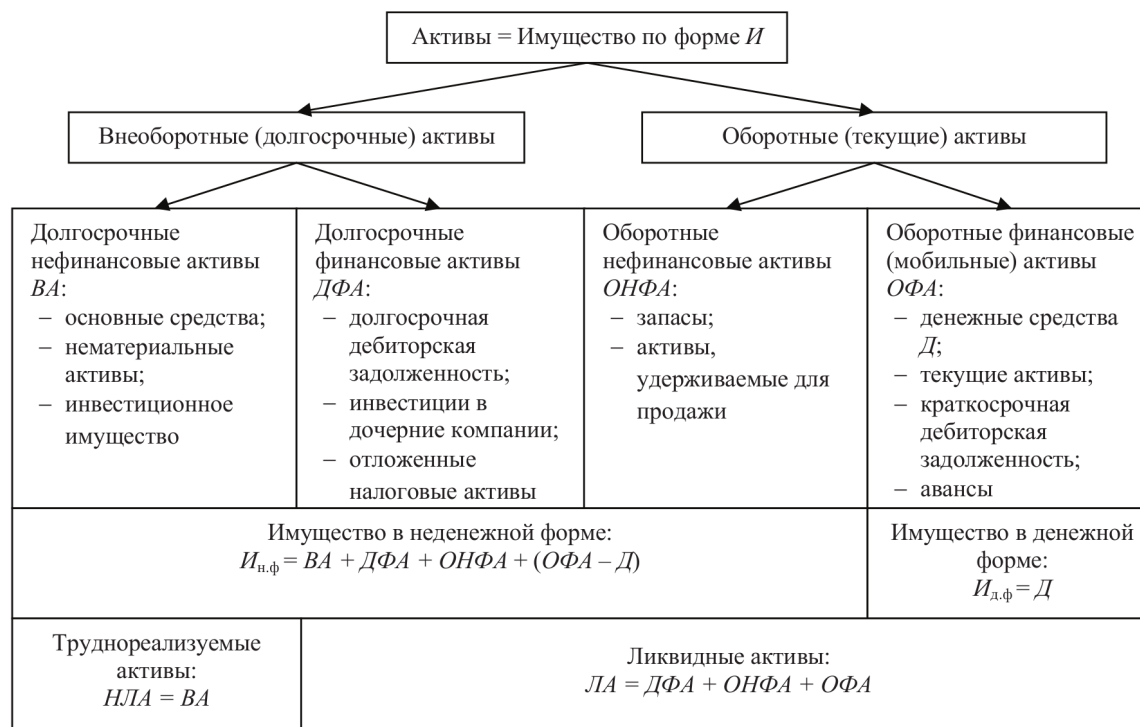 Активы = Имущество по форме И
Внеоборотные (долгосрочные) активы
Оборотные (текущие) активы
Долгосрочные
нефинансовые активы
ВА:
– основные средства;
– нематериальные
активы;
– инвестиционное
имущество
Долгосрочные
финансовые активы
ДФА:
– долгосрочная
дебиторская
задолженность;
– инвестиции в
дочерние компании;
– отложенные
налоговые активы
Оборотные
нефинансовые активы
ОНФА:
– запасы;
– активы,
удерживаемые для
продажи
Оборотные финансовые
(мобильные) активы
ОФА:
– денежные средства
Д;
– текущие активы;
– краткосрочная
дебиторская
задолженность;
– авансы
Имущество в неденежной форме:
Ин.ф = ВА + ДФА + ОНФА + (ОФА – Д)
Имущество в денежной
форме:
Ид.ф = Д
Труднореализуемые
активы:
НЛА = ВА
Ликвидные активы:
ЛА = ДФА + ОНФА + ОФА